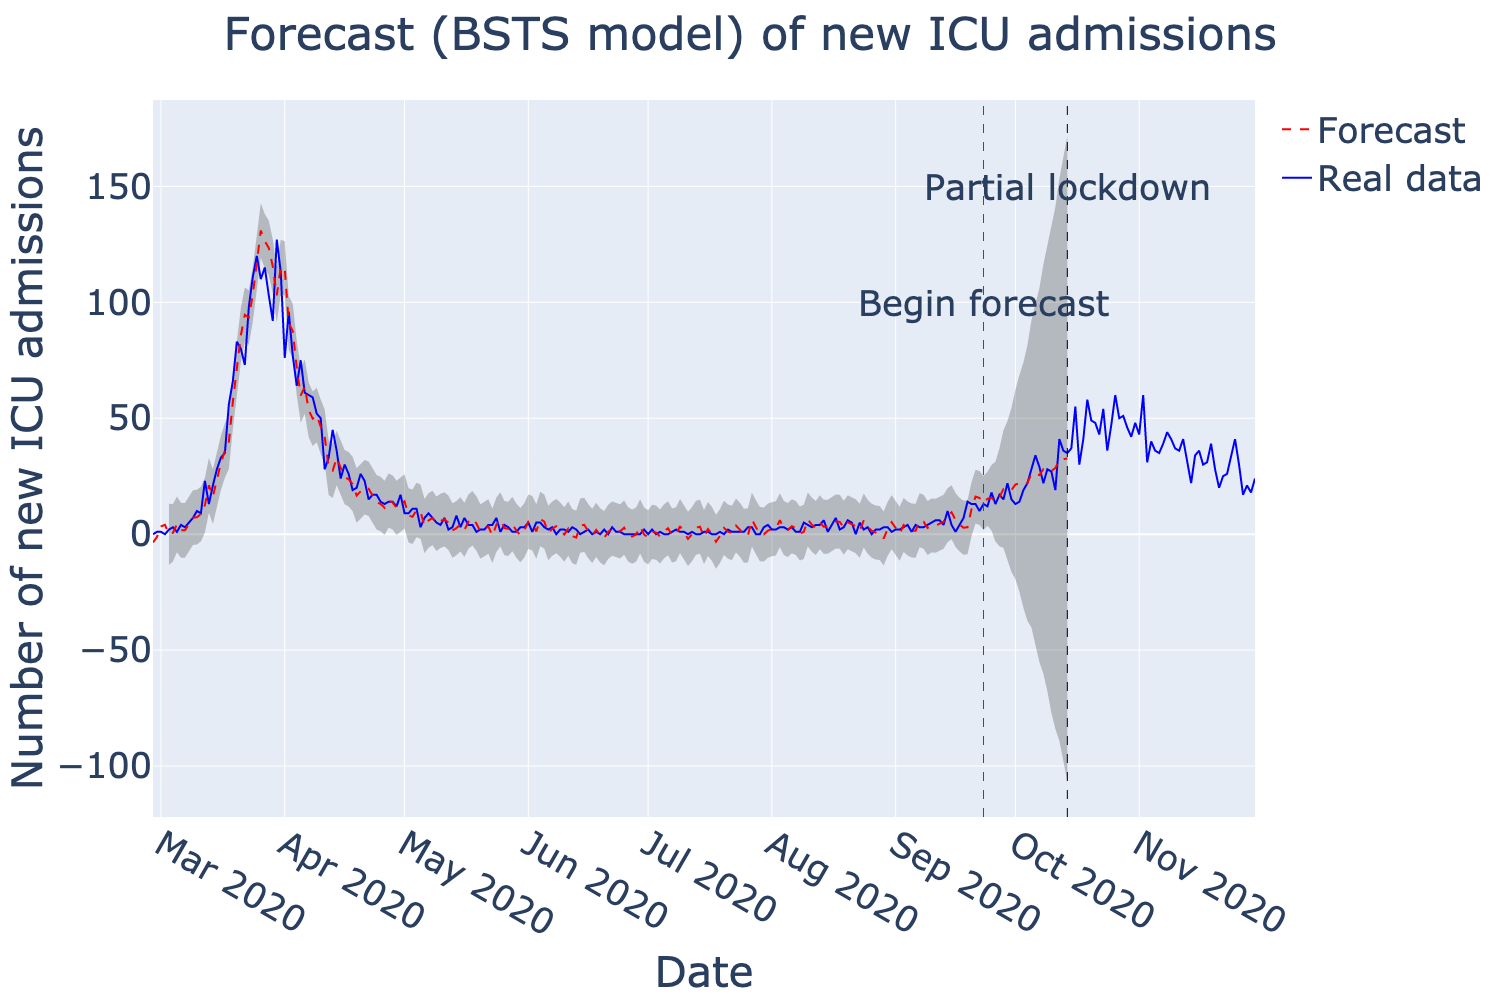 Forecast (BSTS model) of new ICU admissions
Number of new ICU admissions
150
100
50
0
−50
−100
Partial lockdown
Begin forecast
Forecast
Real data
Mar 2020
Apr 2020
May 2020
Jun 2020
Jul 2020
Aug 2020
Sep 2020
Oct 2020
Nov 2020
Date